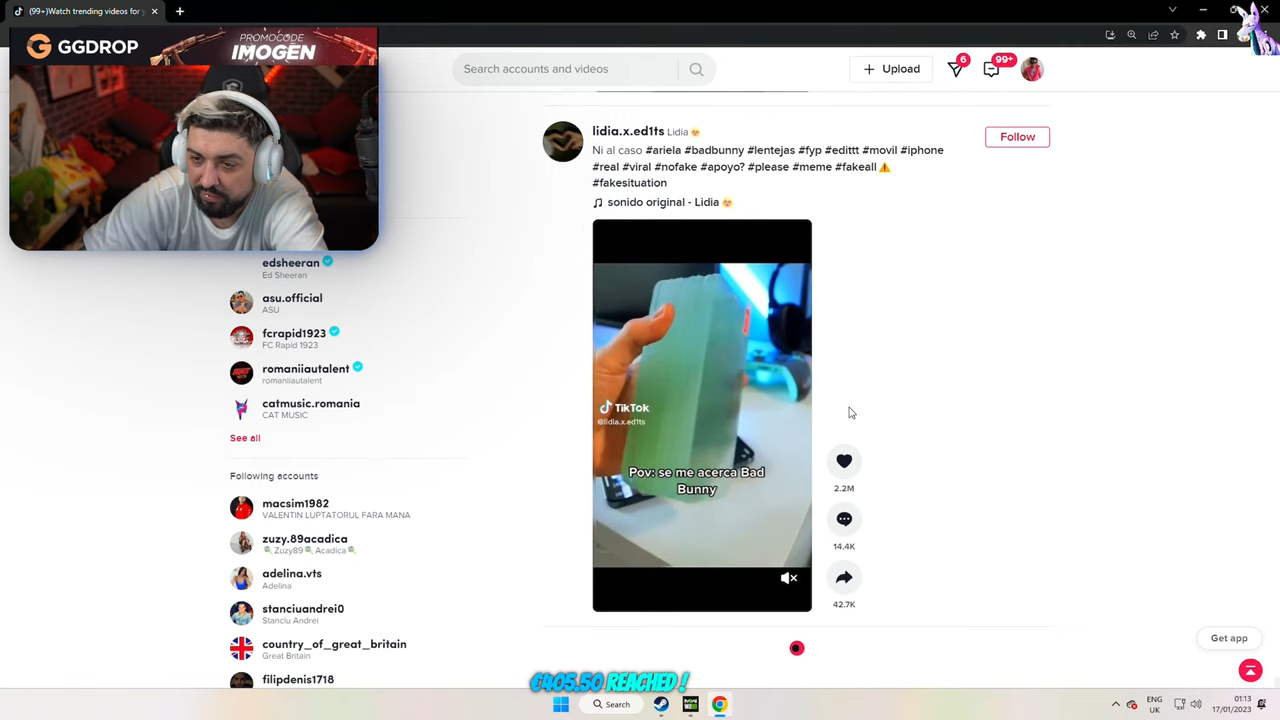 (99+)Watch trending videos for y
GGDROP
PROMOCODE
IMOGEN
Search accounts and videos
Upload
6
99+
lidia.x.ed1ts Lidia
Follow
Ni al caso #ariela #badbunny #lentejas #fyp #edittt #movil #iphone
#real #viral #nofake #apoyo? #please #meme #fakeall
#fakesituation
sonido original - Lidia
edsheeran
Ed Sheeran
asu.official
ASU
fcrapid1923
FC Rapid 1923
romaniiautalent
romaniiautalent
catmusic.romania
CAT MUSIC
See all
Following accounts
macsim1982
VALENTIN LUPTATORUL FARA MANA
zuzy.89acadica
Zuzy89 Acadica
adelina.vts
Adelina
stanciuandrei0
Stanciu Andrei
country_of_great_britain
Great Britain
filipdenis1718
TikTok
@lidia.x.ed1ts
Pov: se me acerca Bad
Bunny
2.2M
14.4K
42.7K
Get app
€405.50 REACHED !
Search
ENG
UK
01:13
17/01/2023